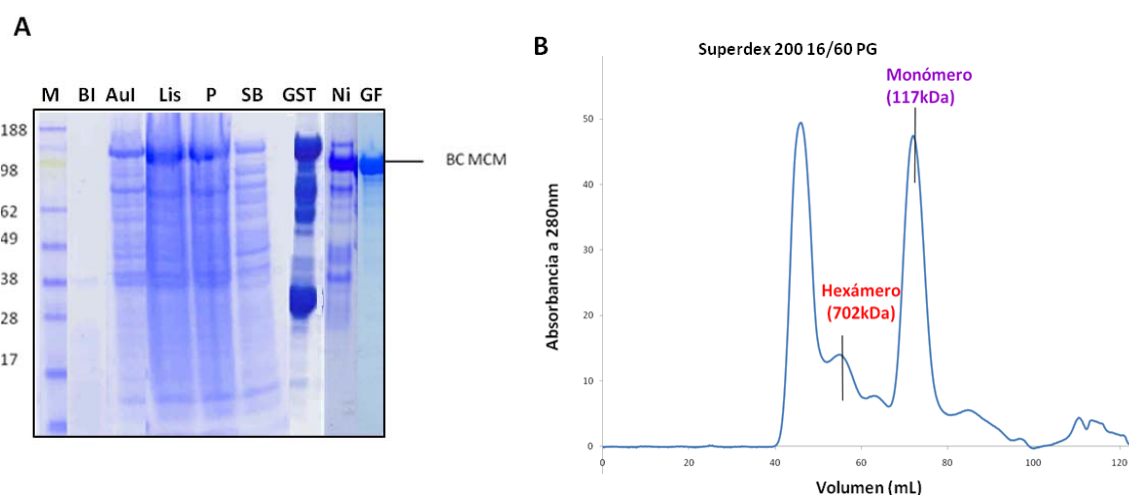 A
M BI AuI Lis P SB GST Ni GF
188
98
62
49
38
28
17
BC MCM
B
Superdex 200 16/60 PG
Monómero
(117kDa)
Hexámero
(702kDa)
Absorbancia a 280nm
50
40
30
20
10
0
0 20 40 60 80 100 120
Volumen (mL)